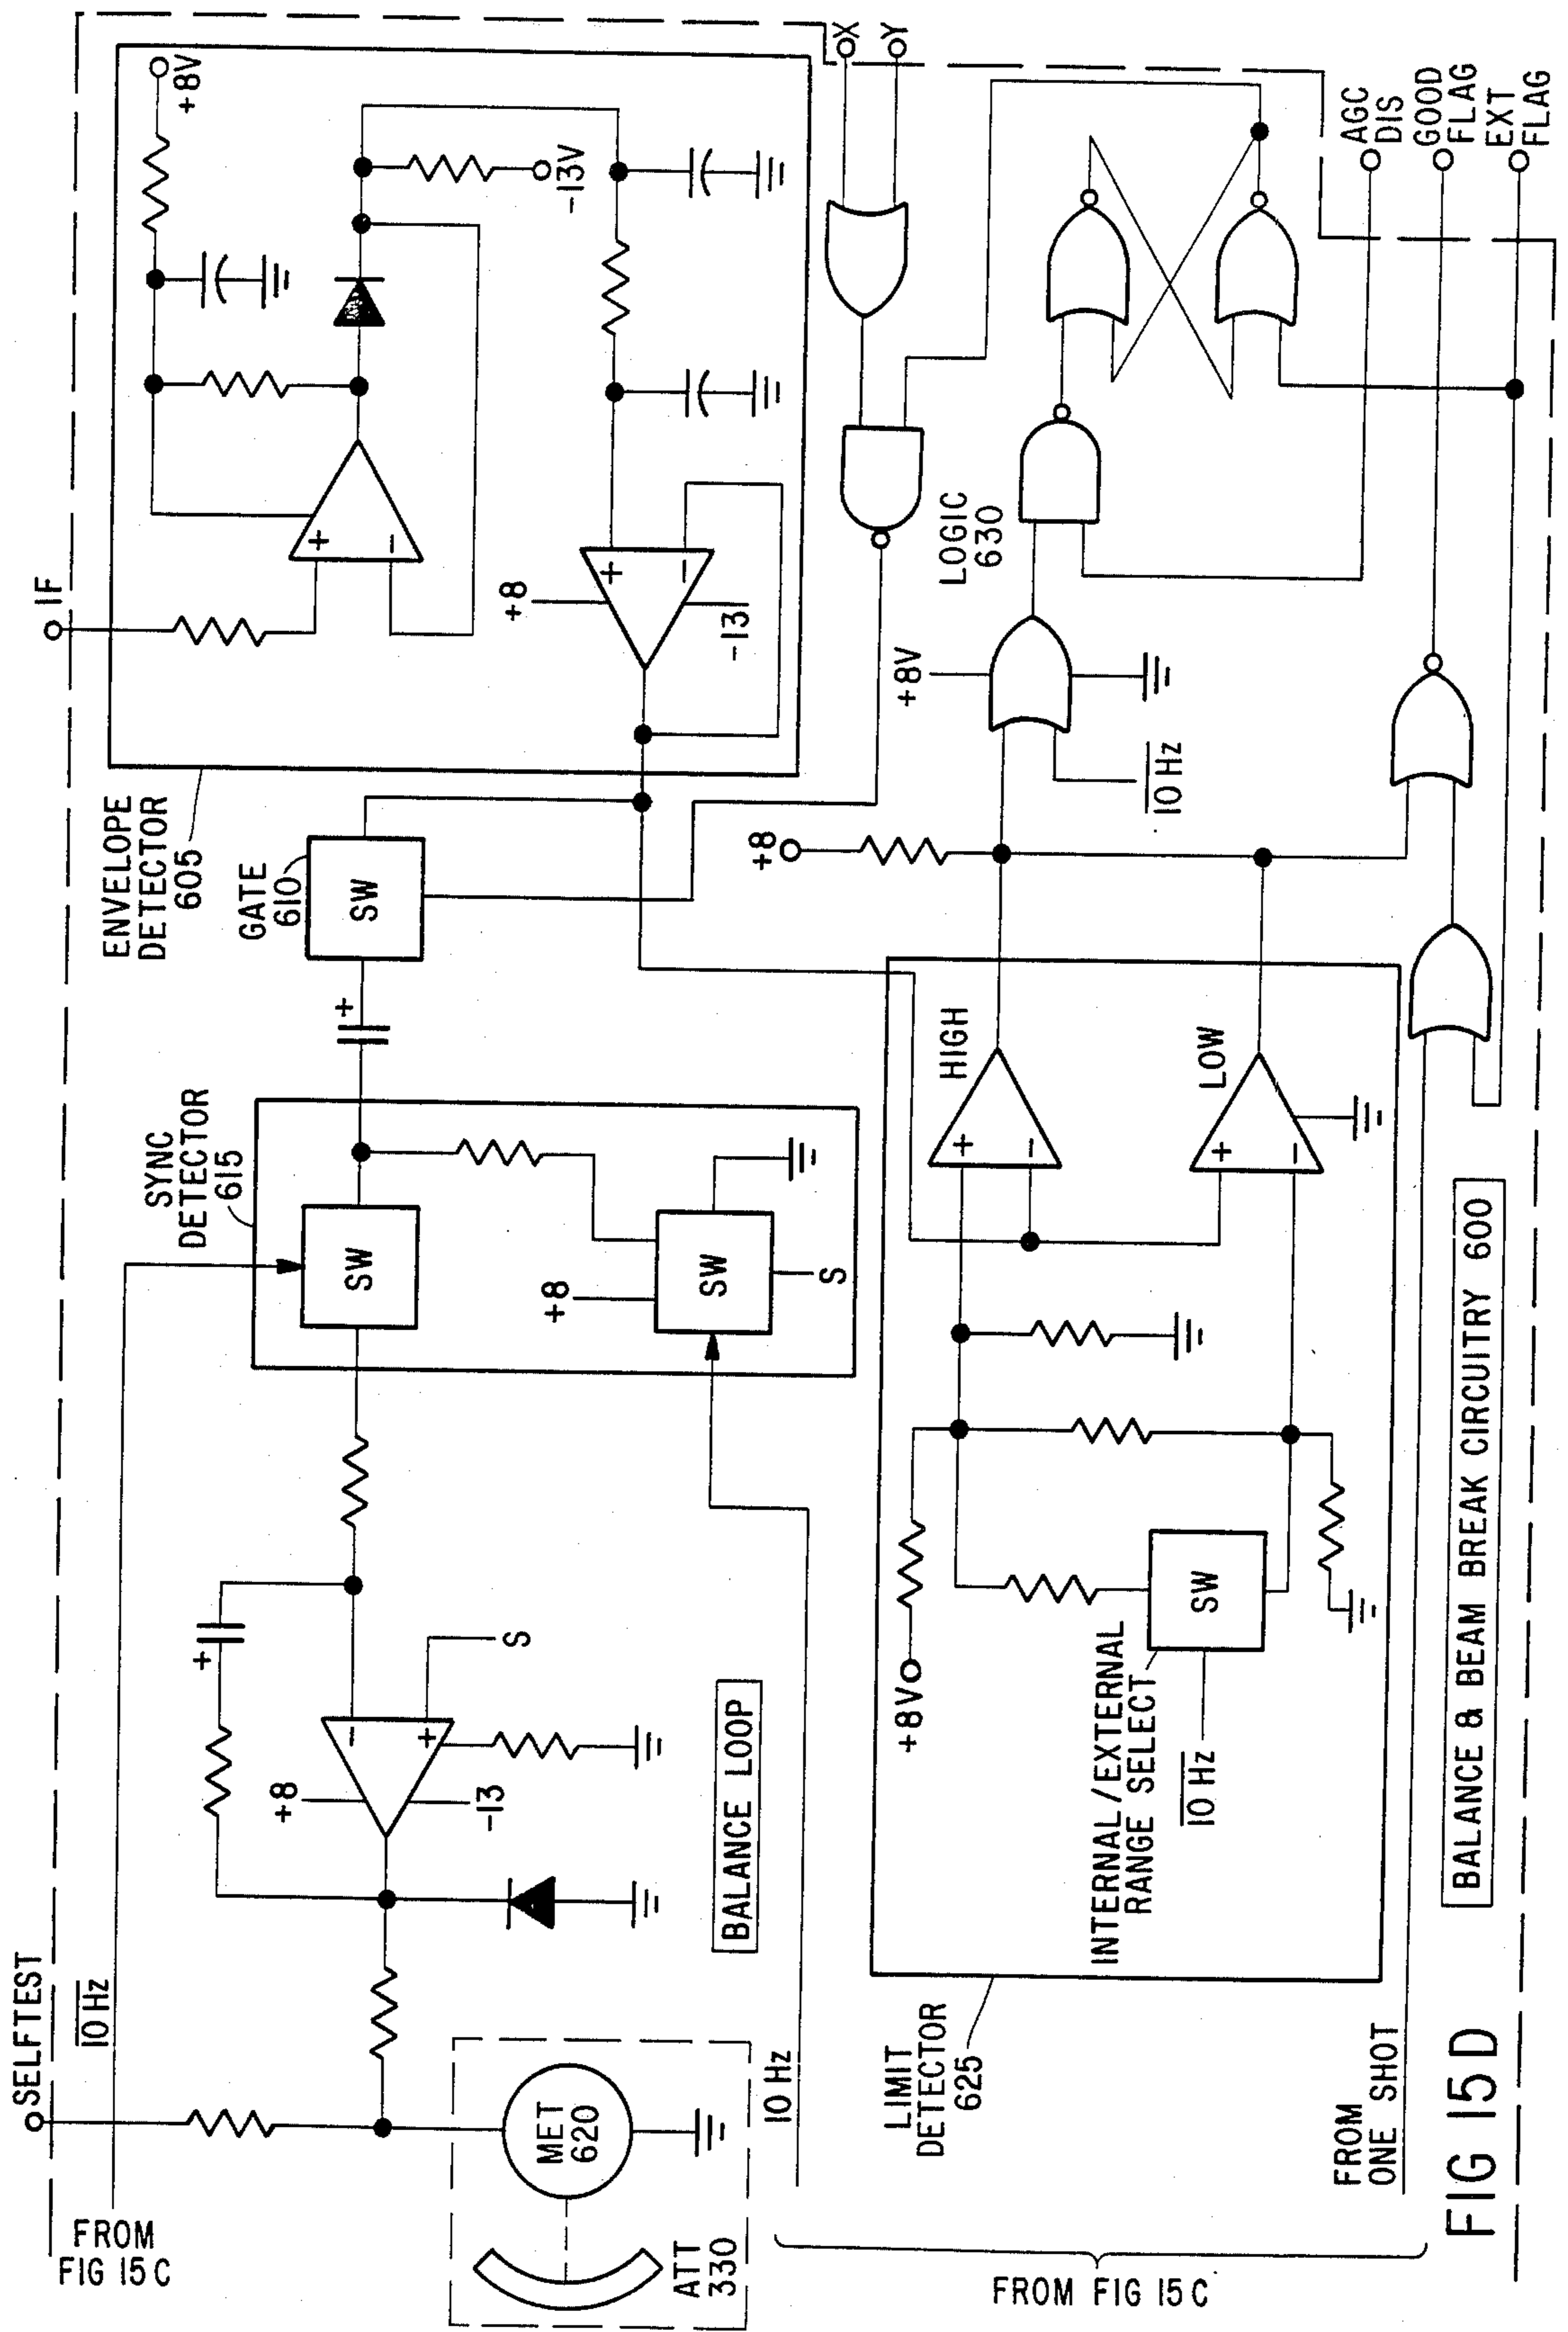 IF
+8V
+
−
-13V
+8
+
−
-13
ENVELOPE
DETECTOR
605
GATE
610
SW
+
SYNC
DETECTOR
615
SW
+8
SW
S
SELFTEST
10 Hz
FROM
FIG 15 C
+
−
+
S
+8
-13
BALANCE LOOP
MET
620
ATT
330
10 Hz
X
Y
LOGIC
630
+8V
10 Hz
+8
AGC
DIS
GOOD
FLAG
EXT
FLAG
HIGH
+
−
LOW
+
−
+8V
SW
INTERNAL/EXTERNAL
RANGE SELECT
10 Hz
LIMIT
DETECTOR
625
FROM
ONE SHOT
FROM FIG 15 C
BALANCE & BEAM BREAK CIRCUITRY 600
FIG 15 D